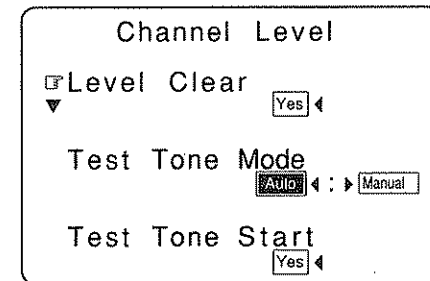 Channel Level
☞Level Clear
Yes
Test Tone Mode
Auto : Manual
Test Tone Start
Yes